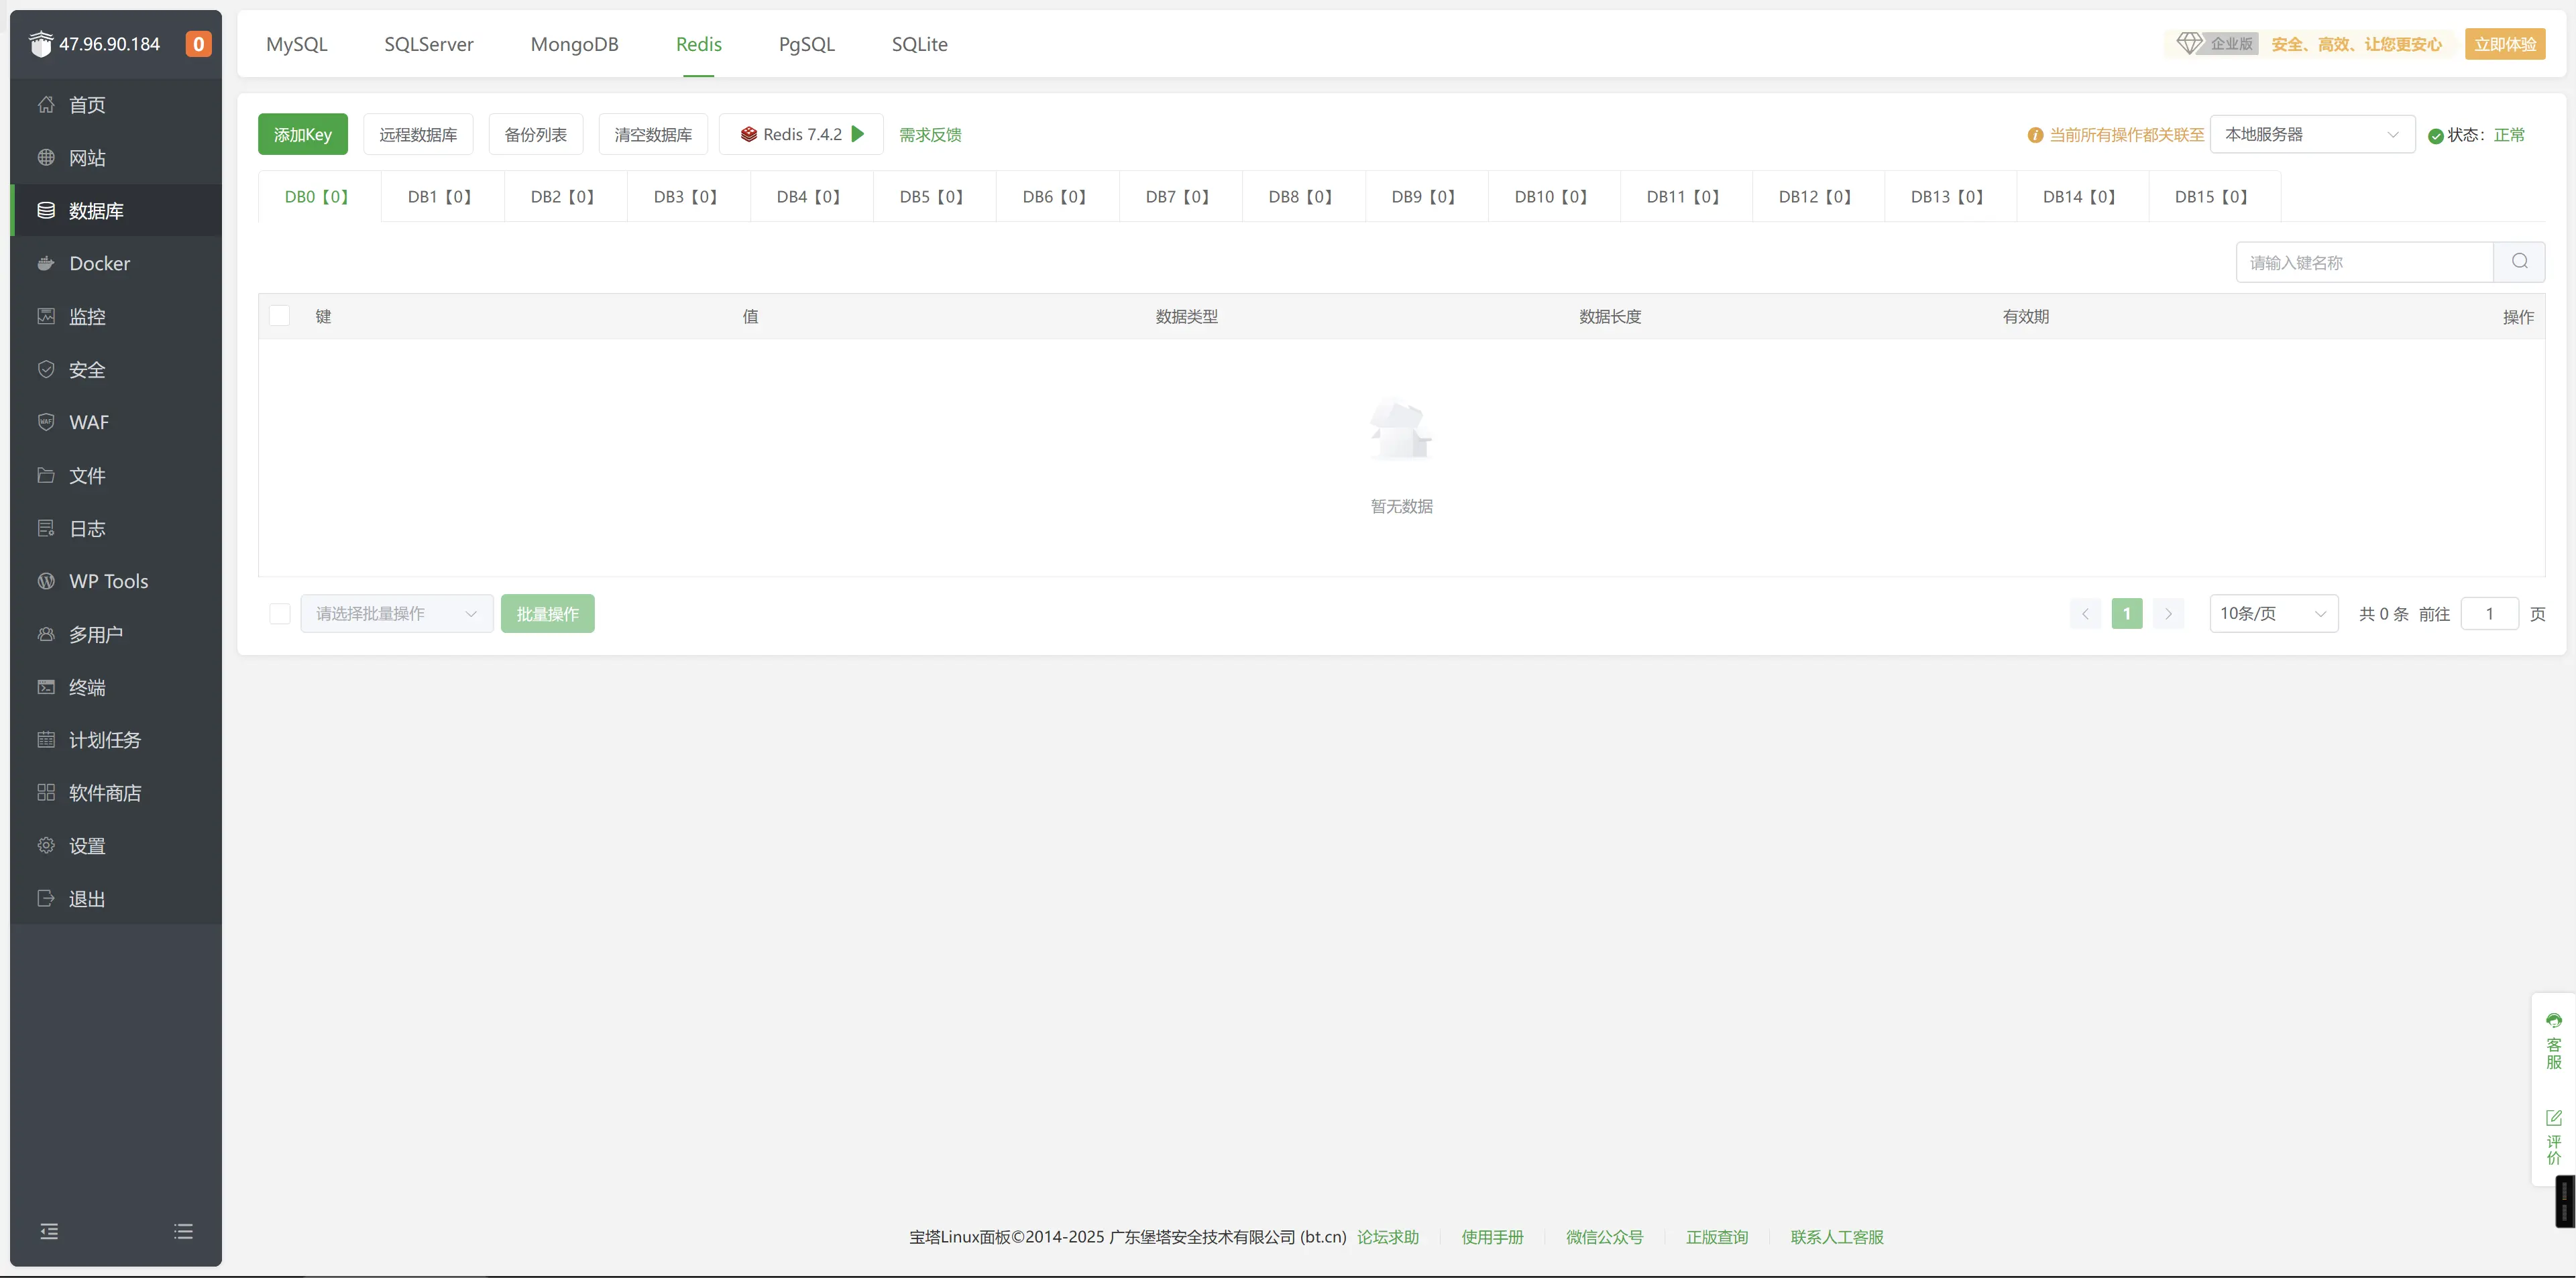 47.96.90.184 0
首页
网站
数据库
Docker
监控
安全
WAF
文件
日志
WP Tools
多用户
终端
计划任务
软件商店
设置
退出
MySQL SQLServer MongoDB Redis PgSQL SQLite
企业版 安全、高效、让您更安心 立即体验
添加Key 远程数据库 备份列表 清空数据库 Redis 7.4.2 需求反馈
当前所有操作都关联至 本地服务器 状态：正常
DB0【0】 DB1【0】 DB2【0】 DB3【0】 DB4【0】 DB5【0】 DB6【0】 DB7【0】 DB8【0】 DB9【0】 DB10【0】 DB11【0】 DB12【0】 DB13【0】 DB14【0】 DB15【0】
请输入键名称
键 值 数据类型 数据长度 有效期 操作
暂无数据
请选择批量操作 批量操作
1 10条/页 共 0 条 前往 1 页
客服
评价
宝塔Linux面板©2014-2025 广东堡塔安全技术有限公司 (bt.cn) 论坛求助 使用手册 微信公众号 正版查询 联系人工客服